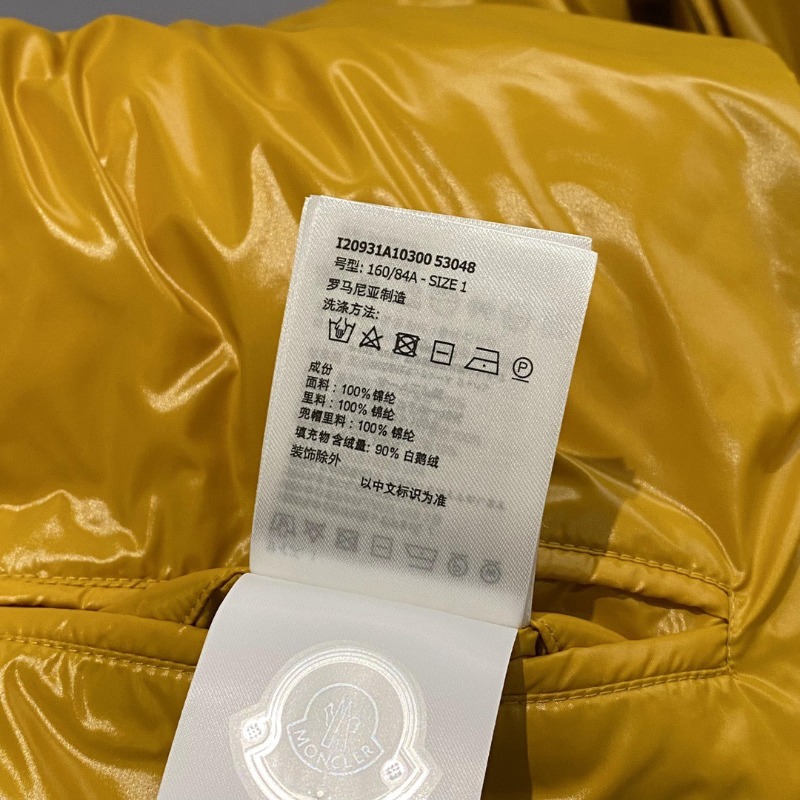 I20931A10300 53048
号型: 160/84A - SIZE 1
罗马尼亚制造
洗涤方法:
P
成份
面料：100% 锦纶
里料：100% 锦纶
兜帽里料：100% 锦纶
填充物 含绒量: 90% 白鹅绒
装饰除外
以中文标识为准
MONCLER